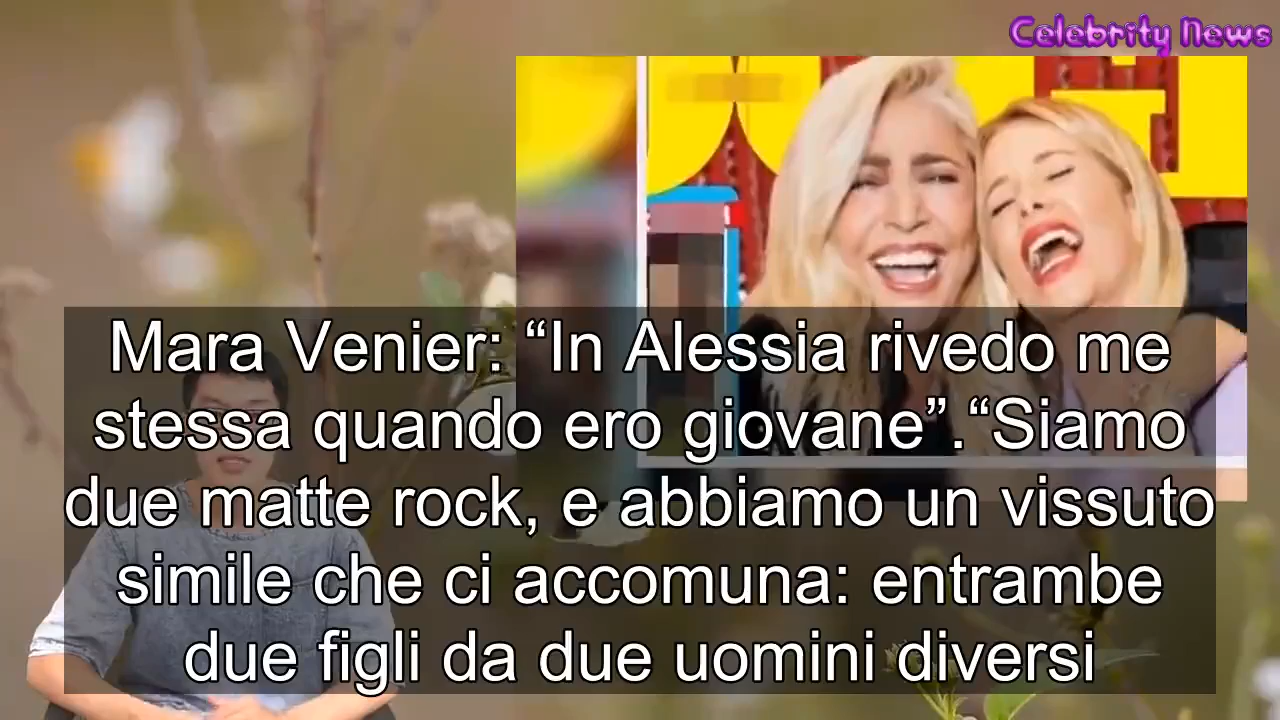 Celebrity News
Mara Venier: “In Alessia rivedo me
stessa quando ero giovane” .“Siamo
due matte rock, e abbiamo un vissuto
simile che ci accomuna: entrambe
due figli da due uomini diversi